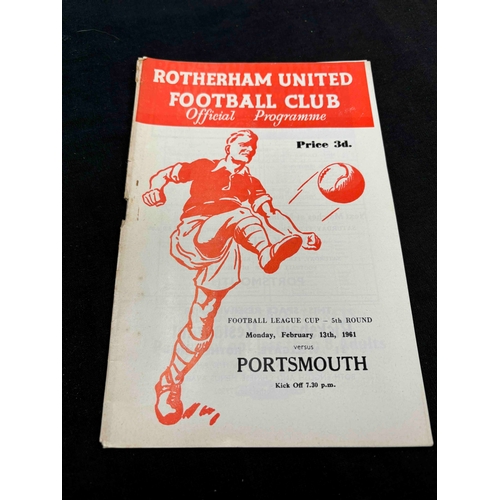 ROTHERHAM UNITED
FOOTBALL CLUB
Official Programme
Price 3d.
FOOTBALL LEAGUE CUP – 5th ROUND
Monday, February 13th, 1961
versus
PORTSMOUTH
Kick Off 7.30 p.m.